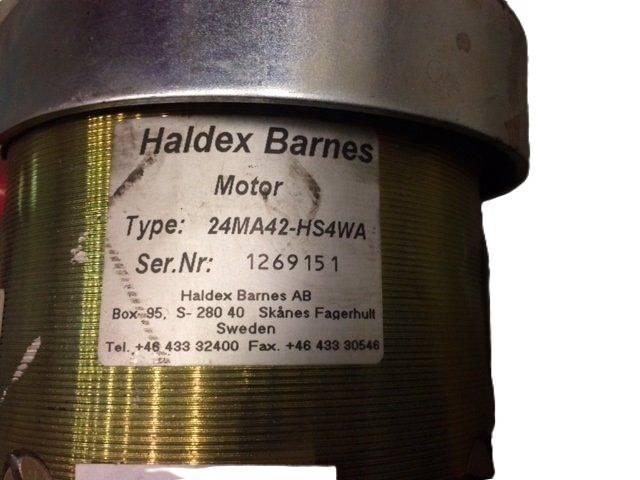 Haldex Barnes
Motor
Type: 24MA42-HS4WA
Ser.Nr: 1269151
Haldex Barnes AB
Box 95, S- 280 40 Skånes Fagerhult
Sweden
Tel. +46 433 32400 Fax. +46 433 30546